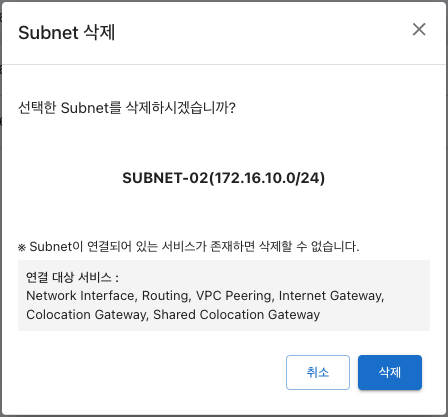 Subnet 삭제
선택한 Subnet를 삭제하시겠습니까?
SUBNET-02(172.16.10.0/24)
※ Subnet이 연결되어 있는 서비스가 존재하면 삭제할 수 없습니다.
연결 대상 서비스 :
Network Interface, Routing, VPC Peering, Internet Gateway,
Colocation Gateway, Shared Colocation Gateway
취소 삭제